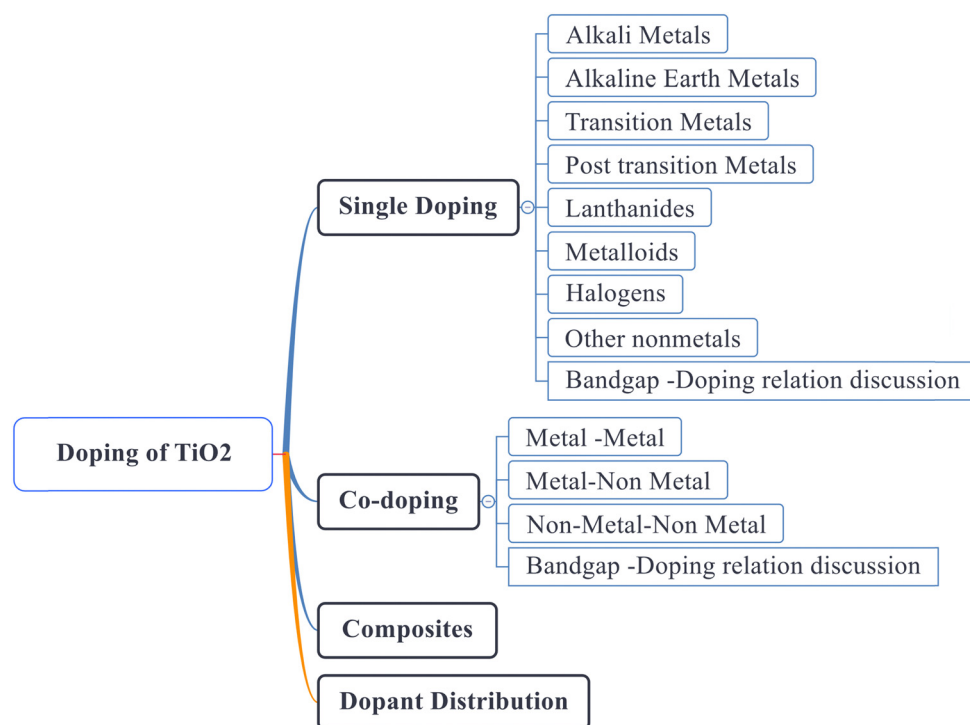 Doping of TiO2
Single Doping
Alkali Metals
Alkaline Earth Metals
Transition Metals
Post transition Metals
Lanthanides
Metalloids
Halogens
Other nonmetals
Bandgap -Doping relation discussion
Co-doping
Metal -Metal
Metal-Non Metal
Non-Metal-Non Metal
Bandgap -Doping relation discussion
Composites
Dopant Distribution